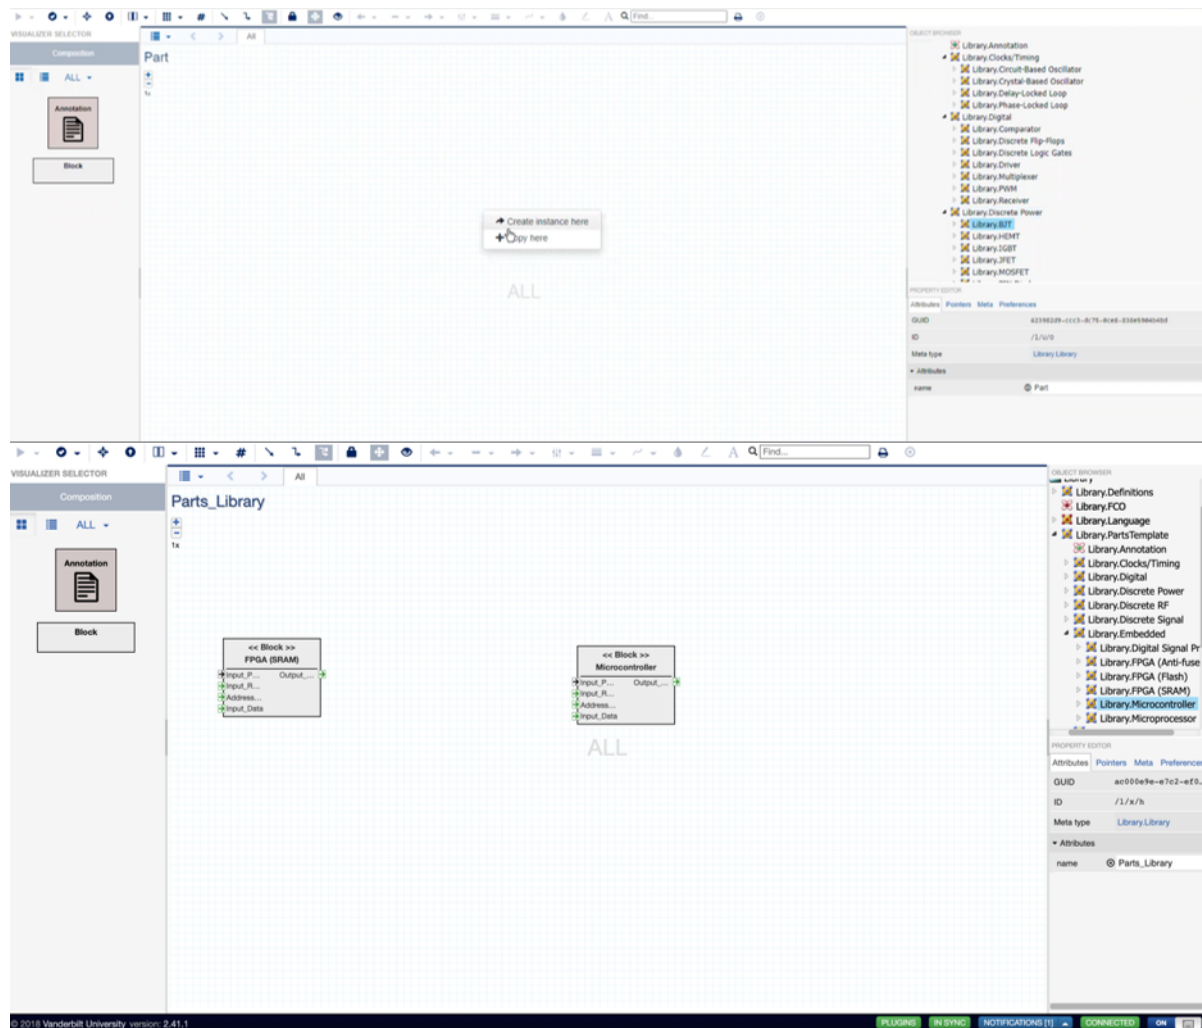 Find...
VISUALIZER SELECTOR
All
OBJECT BROWSER
Composition
Part
ALL
1x
Annotation
Block
Create instance here
Copy here
ALL
Library.Annotation
Library.Clocks/Timing
Library.Circuit-Based Oscillator
Library.Crystal-Based Oscillator
Library.Delay-Locked Loop
Library.Phase-Locked Loop
Library.Digital
Library.Comparator
Library.Discrete Flip-Flops
Library.Discrete Logic Gates
Library.Driver
Library.Multiplexer
Library.PWM
Library.Receiver
Library.Discrete Power
Library.BJT
Library.HEMT
Library.IGBT
Library.JFET
Library.MOSFET
PROPERTY EDITOR
Attributes Pointers Meta Preferences
GUID
ID /1/U/0
Meta type Library.Library
Attributes
name Part
Find...
VISUALIZER SELECTOR
All
OBJECT BROWSER
Composition
Parts_Library
ALL
1x
Annotation
Block
<< Block >>
FPGA (SRAM)
Input_P... Output_...
Input_R...
Address...
Input_Data
<< Block >>
Microcontroller
Input_P... Output_...
Input_R...
Address...
Input_Data
ALL
Library
Library.Definitions
Library.FCO
Library.Language
Library.PartsTemplate
Library.Annotation
Library.Clocks/Timing
Library.Digital
Library.Discrete Power
Library.Discrete RF
Library.Discrete Signal
Library.Embedded
Library.Digital Signal Pr
Library.FPGA (Anti-fuse
Library.FPGA (Flash)
Library.FPGA (SRAM)
Library.Microcontroller
Library.Microprocessor
PROPERTY EDITOR
Attributes Pointers Meta Preferences
GUID ac000e9e-e7c2-ef0.
ID /1/x/h
Meta type Library.Library
Attributes
name Parts_Library
© 2018 Vanderbilt University version: 2.41.1
PLUGINS IN SYNC NOTIFICATIONS [1] CONNECTED ON